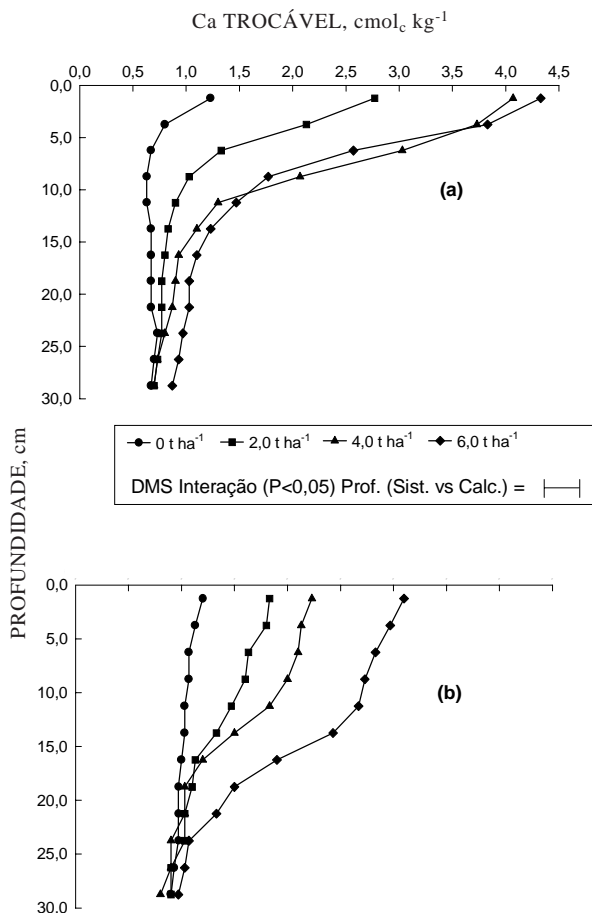 Ca TROCÁVEL, cmol_c kg⁻¹
0,0 0,5 1,0 1,5 2,0 2,5 3,0 3,5 4,0 4,5
0,0
5,0
10,0
15,0
20,0
25,0
30,0
(a)
PROFUNDIDADE, cm
0 t ha⁻¹ 2,0 t ha⁻¹ 4,0 t ha⁻¹ 6,0 t ha⁻¹
DMS Interação (P<0,05) Prof. (Sist. vs Calc.) =
0,0
5,0
10,0
15,0
20,0
25,0
30,0
(b)